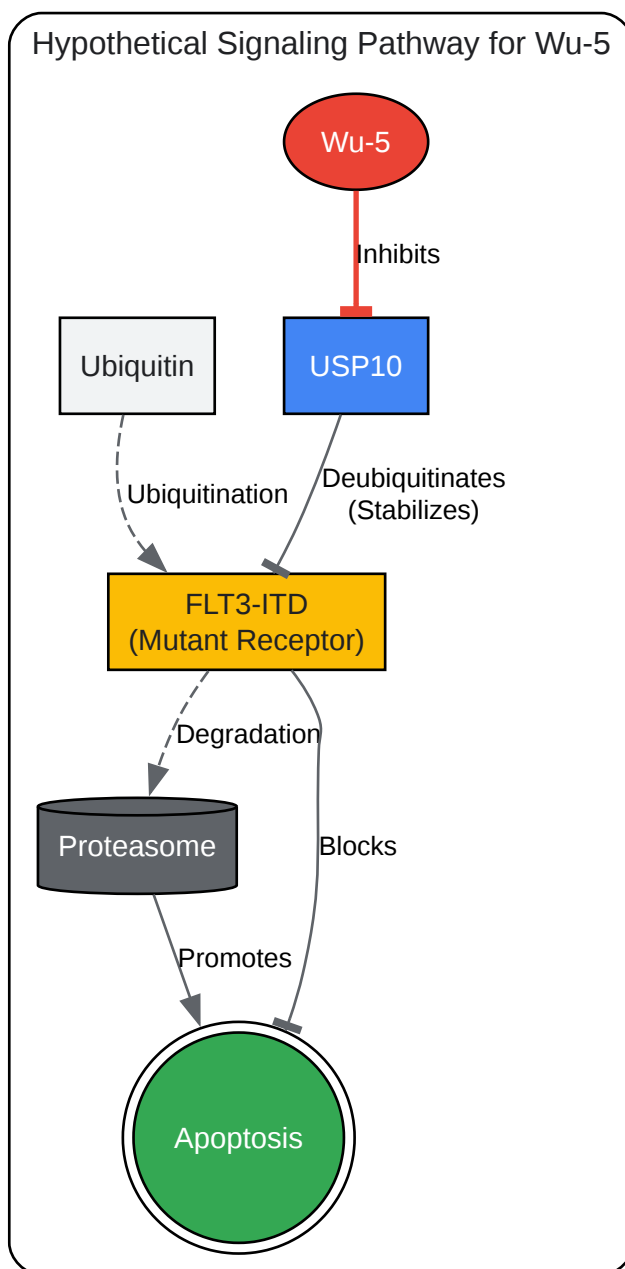 Hypothetical Signaling Pathway for Wu-5
Wu-5
Inhibits
Ubiquitin
USP10
Ubiquitination
Deubiquitinates
(Stabilizes)
FLT3-ITD
(Mutant Receptor)
Degradation
Proteasome
Blocks
Promotes
Apoptosis